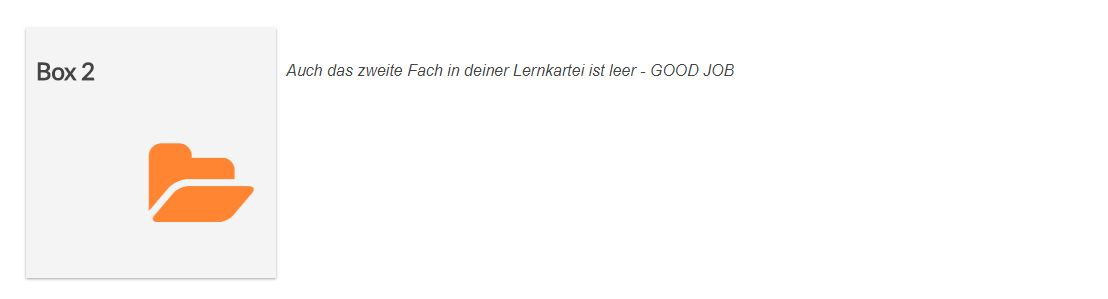 Box 2
Auch das zweite Fach in deiner Lernkartei ist leer - GOOD JOB